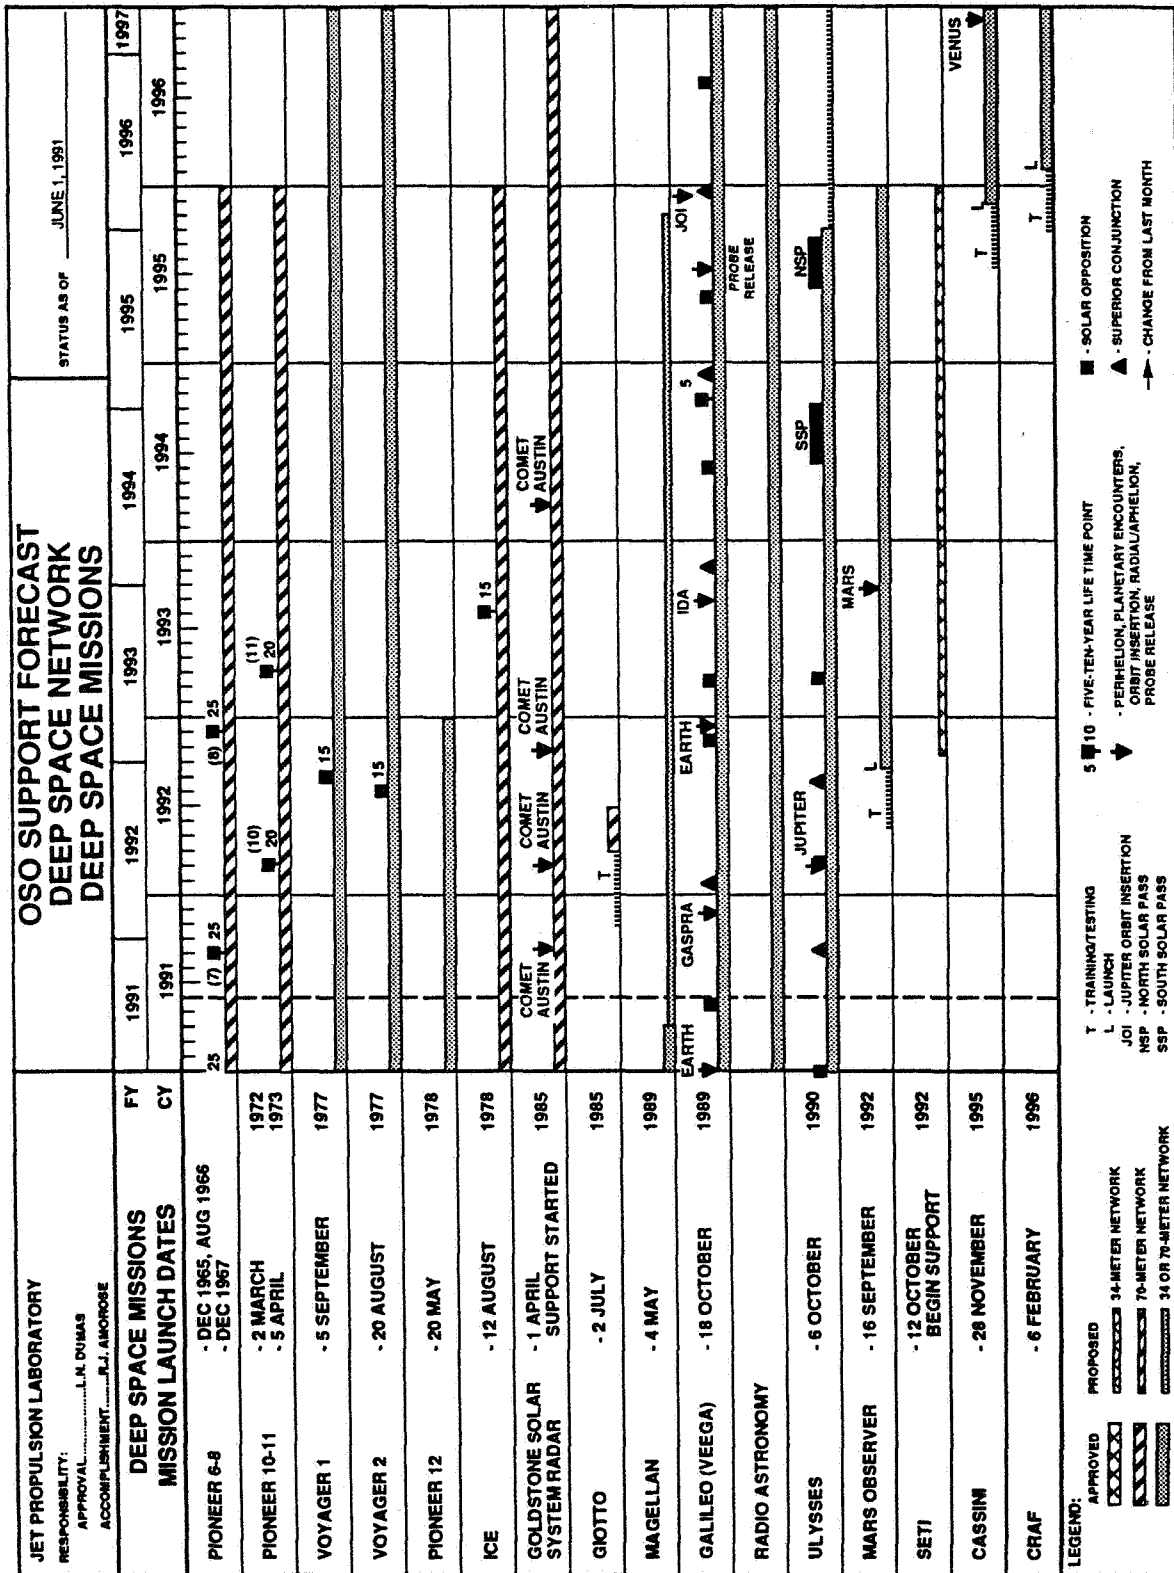 JET PROPULSION LABORATORY
RESPONSIBILITY:
APPROVAL..............L.N. DUMAS
ACCOMPLISHMENT.......R.J. AMOROSE
OSO SUPPORT FORECAST
DEEP SPACE NETWORK
DEEP SPACE MISSIONS
STATUS AS OF JUNE 1, 1991
DEEP SPACE MISSIONS
MISSION LAUNCH DATES
FY 1991 1992 1993 1994 1995 1996 1997
CY 1991 1992 1993 1994 1995 1996
PIONEER 6-8 - DEC 1965, AUG 1966
- DEC 1967
25 (7) 25 (8) 25
PIONEER 10-11 - 2 MARCH 1972
- 5 APRIL 1973
(10) 20 (11) 20
VOYAGER 1 - 5 SEPTEMBER 1977 15
VOYAGER 2 - 20 AUGUST 1977 15
PIONEER 12 - 20 MAY 1978
ICE - 12 AUGUST 1978 15
GOLDSTONE SOLAR - 1 APRIL 1985
SYSTEM RADAR SUPPORT STARTED
COMET AUSTIN COMET AUSTIN COMET AUSTIN COMET AUSTIN
GIOTTO - 2 JULY 1985 T
MAGELLAN - 4 MAY 1989
GALILEO (VEEGA) - 18 OCTOBER 1989
EARTH GASPRA EARTH IDA 5 JOI
PROBE
RELEASE
RADIO ASTRONOMY
ULYSSES - 6 OCTOBER 1990 JUPITER SSP NSP
MARS OBSERVER - 16 SEPTEMBER 1992 T L MARS
SETI - 12 OCTOBER 1992
BEGIN SUPPORT
CASSINI - 28 NOVEMBER 1995 T L VENUS
CRAF - 6 FEBRUARY 1996 T L
LEGEND:
APPROVED PROPOSED
34-METER NETWORK
70-METER NETWORK
34 OR 70-METER NETWORK
T - TRAINING/TESTING
L - LAUNCH
JOI - JUPITER ORBIT INSERTION
NSP - NORTH SOLAR PASS
SSP - SOUTH SOLAR PASS
5 10 - FIVE-TEN-YEAR LIFE TIME POINT
- PERIHELION, PLANETARY ENCOUNTERS,
ORBIT INSERTION, RADIAL/APHELION,
PROBE RELEASE
- SOLAR OPPOSITION
- SUPERIOR CONJUNCTION
- CHANGE FROM LAST MONTH